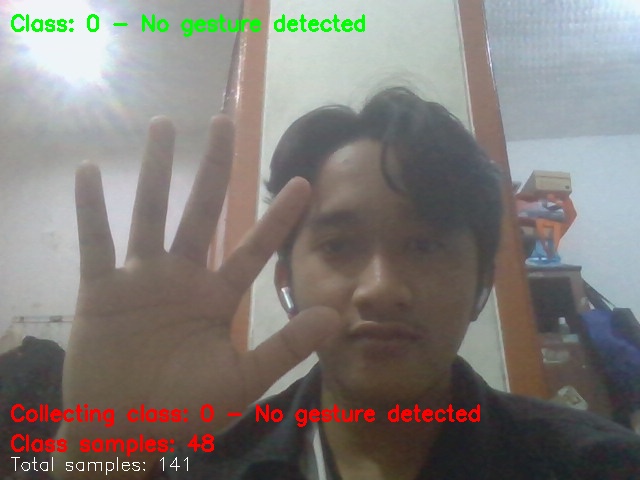 Class: 0 - No gesture detected
Collecting class: 0 - No gesture detected
Class samples: 48
Total samples: 141